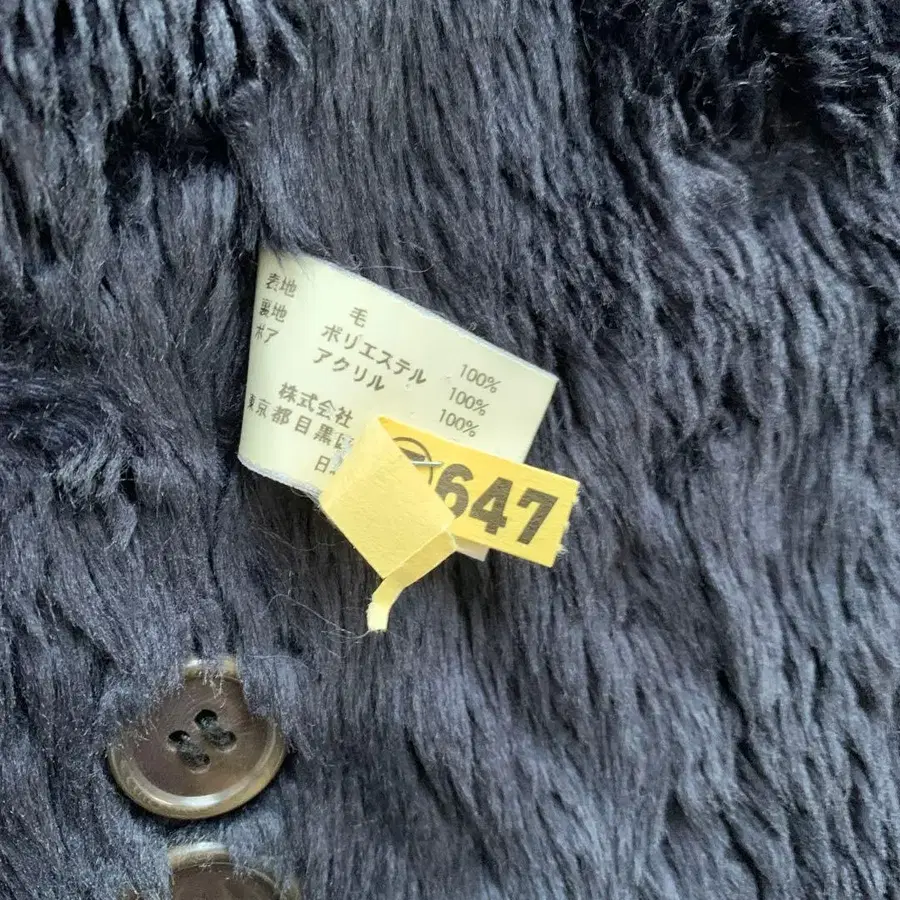 表地 毛 100%
裏地 ポリエステル 100%
ボア アクリル 100%
株式会社
東京都目黒
日
647